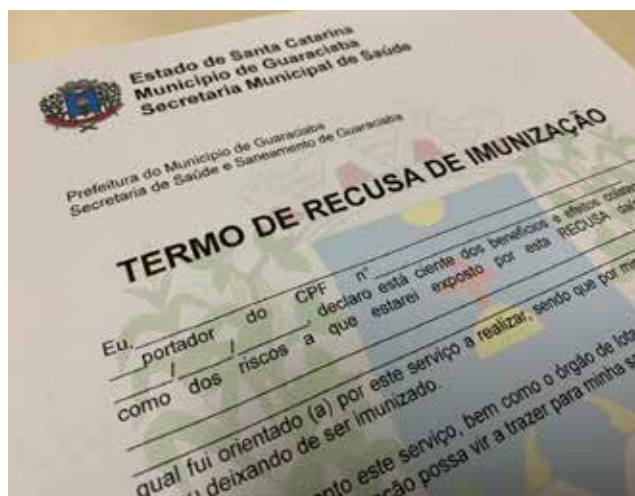 Estado de Santa Catarina
Município de Guaraciaba
Secretaria Municipal de Saúde
Prefeitura do Município de Guaraciaba
Secretaria de Saúde e Saneamento de Guaraciaba
TERMO DE RECUSA DE IMUNIZAÇÃO
Eu,
portador do CPF nº
/ / , declaro está ciente dos benefícios e efeitos
como dos riscos a que estarei exposto por esta RECUSA
qual fui orientado (a) por este serviço a realizar, sendo que por
deixando de ser imunizado.
este serviço, bem como o órgão de
possa vir a trazer para minha